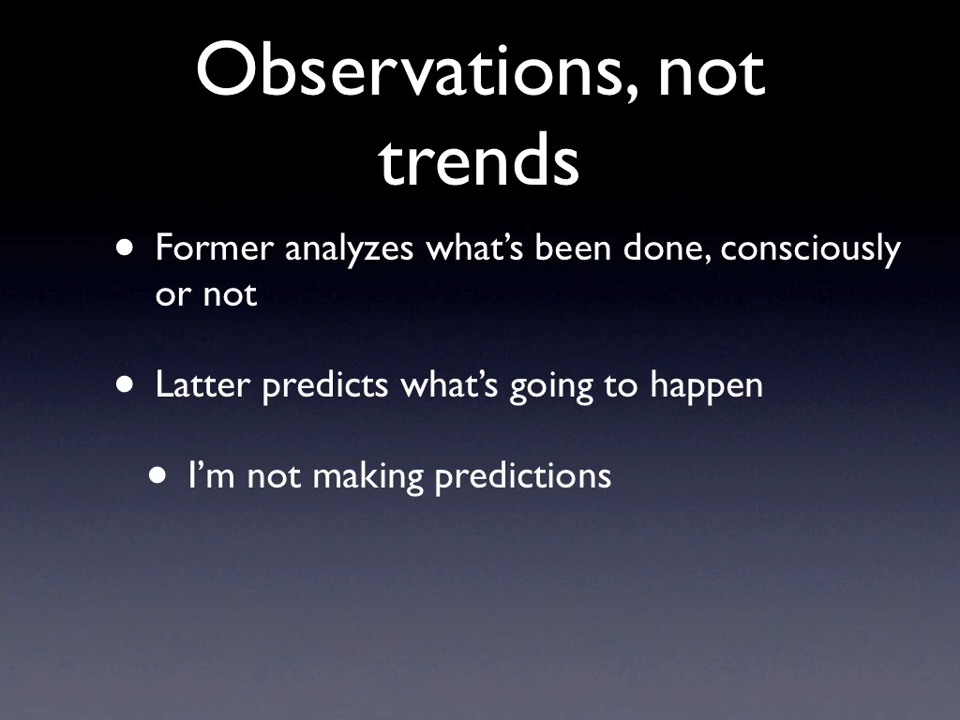 Observations, not
trends
• Former analyzes what’s been done, consciously
or not
• Latter predicts what’s going to happen
• I’m not making predictions